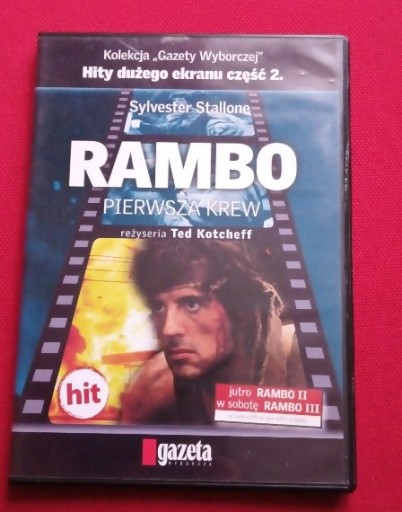 Kolekcja „Gazety Wyborczej”
Hity dużego ekranu część 2.
Sylvester Stallone
RAMBO
PIERWSZA KREW
reżyseria Ted Kotcheff
hit
jutro RAMBO II
w sobotę RAMBO III
gazeta
WYBORCZA